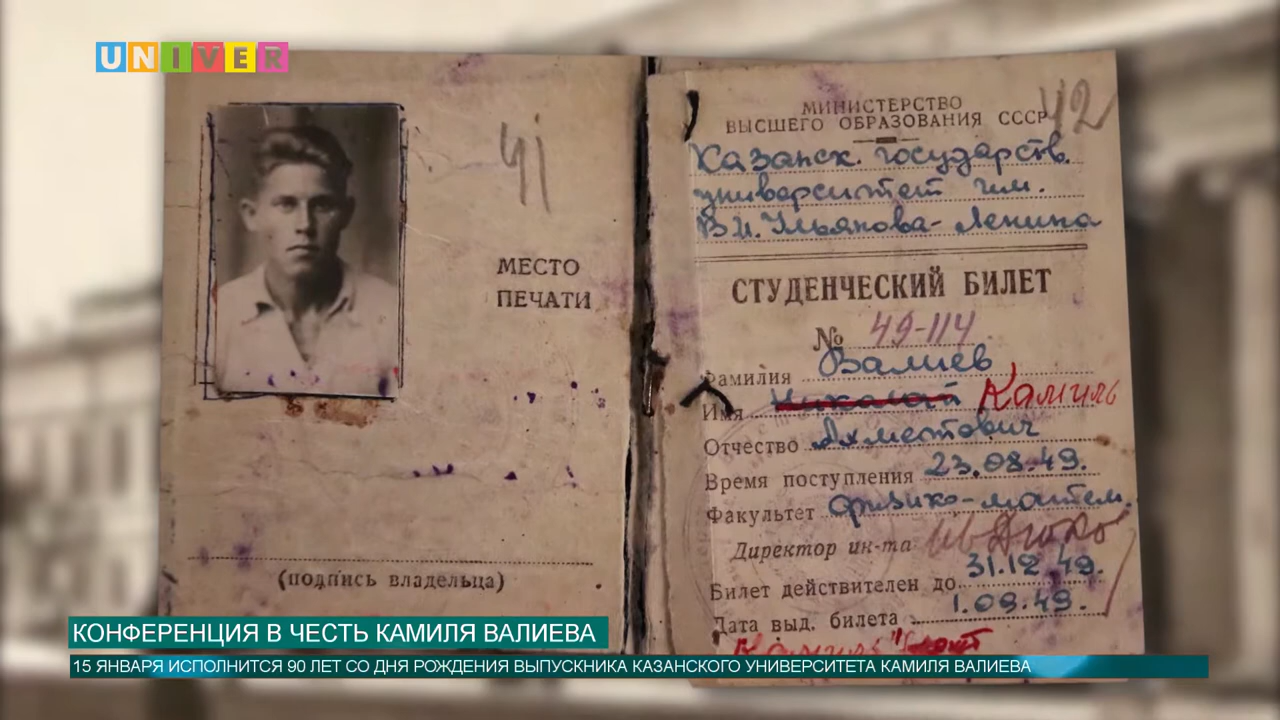 UNIVER
41
МЕСТО
ПЕЧАТИ
(подпись владельца)
42
МИНИСТЕРСТВО
ВЫСШЕГО ОБРАЗОВАНИЯ СССР
Казанск. государств.
университет им.
В.И. Ульянова-Ленина
СТУДЕНЧЕСКИЙ БИЛЕТ
№ 49-114
Фамилия Валиев
Имя Николай Камиль
Отчество Ахметович
Время поступления 23.08.49.
Факультет физико-матем.
Директор ин-та
Билет действителен до 31.12.49.
Дата выд. билета 1.09.49.
"Камиль"
КОНФЕРЕНЦИЯ В ЧЕСТЬ КАМИЛЯ ВАЛИЕВА
15 ЯНВАРЯ ИСПОЛНИТСЯ 90 ЛЕТ СО ДНЯ РОЖДЕНИЯ ВЫПУСКНИКА КАЗАНСКОГО УНИВЕРСИТЕТА КАМИЛЯ ВАЛИЕВА